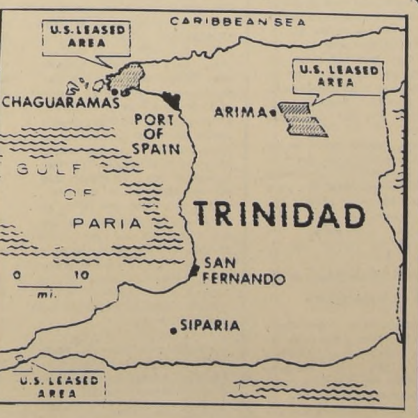 CARIBBEAN SEA
U.S. LEASED
AREA
U.S. LEASED
AREA
CHAGUARAMAS
PORT
OF
SPAIN
ARIMA
GULF
OF
PARIA
TRINIDAD
SAN
FERNANDO
0 10
mi.
SIPARIA
U.S. LEASED
AREA